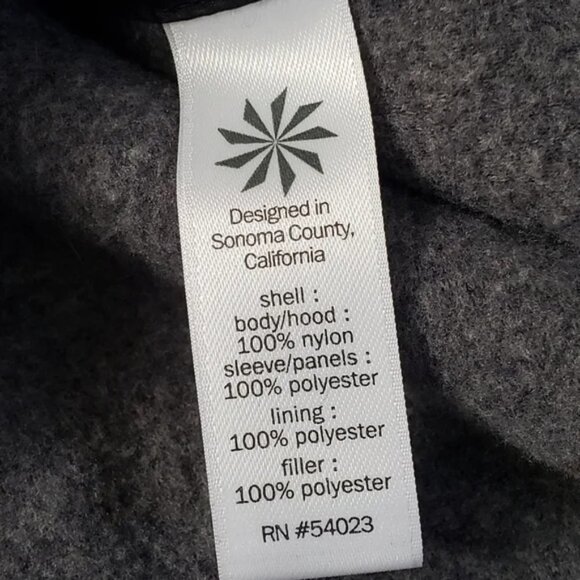 Designed in
Sonoma County,
California
shell :
body/hood :
100% nylon
sleeve/panels :
100% polyester
lining :
100% polyester
filler :
100% polyester
RN #54023